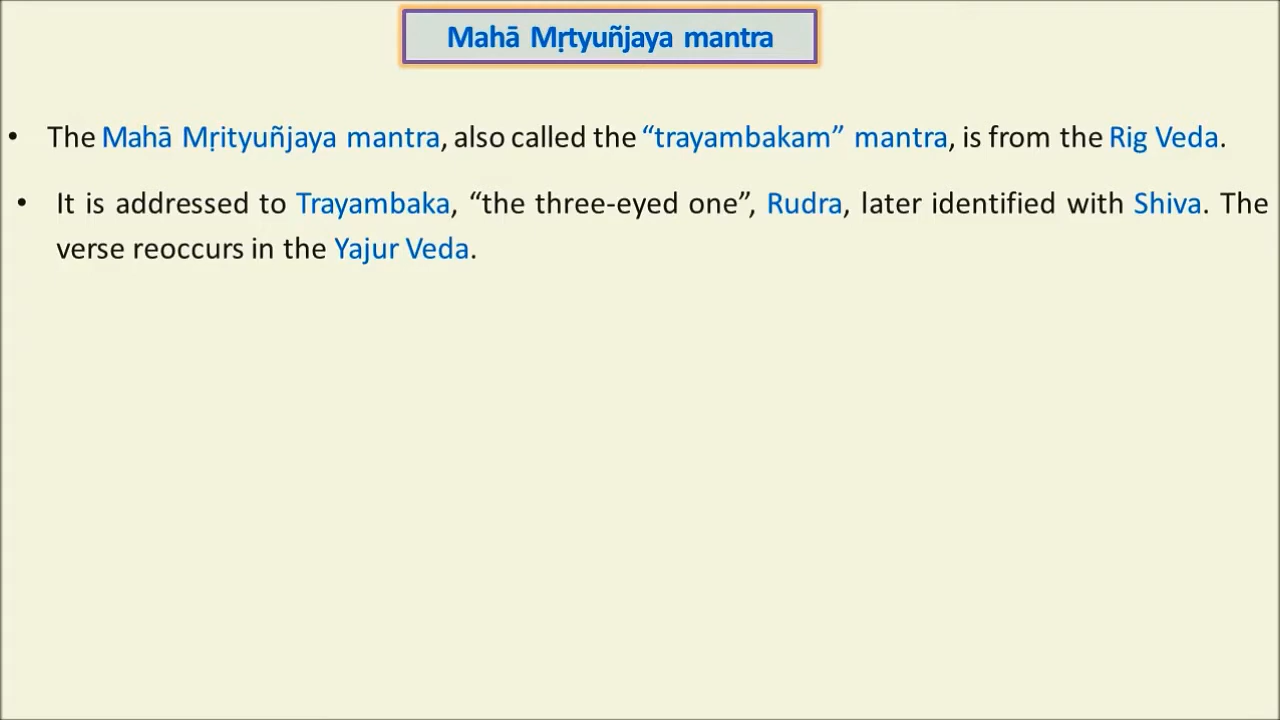 Mahā Mṛtyuñjaya mantra
• The Mahā Mṛityuñjaya mantra, also called the “trayambakam” mantra, is from the Rig Veda.
• It is addressed to Trayambaka, “the three-eyed one”, Rudra, later identified with Shiva. The
verse reoccurs in the Yajur Veda.